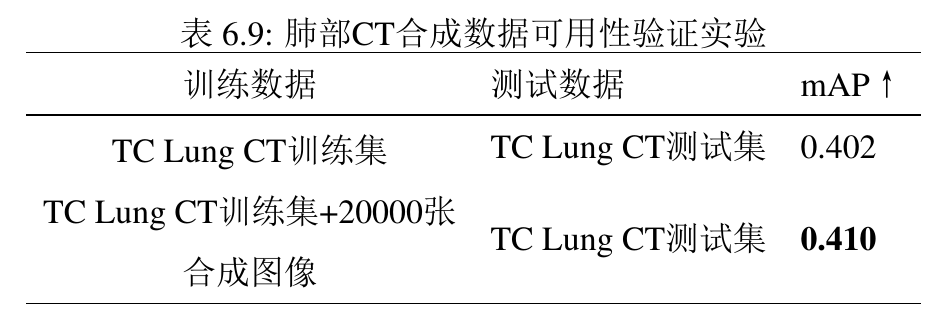 表 6.9: 肺部CT合成数据可用性验证实验
训练数据 测试数据 mAP↑
TC Lung CT训练集 TC Lung CT测试集 0.402
TC Lung CT训练集+20000张
合成图像 TC Lung CT测试集 0.410